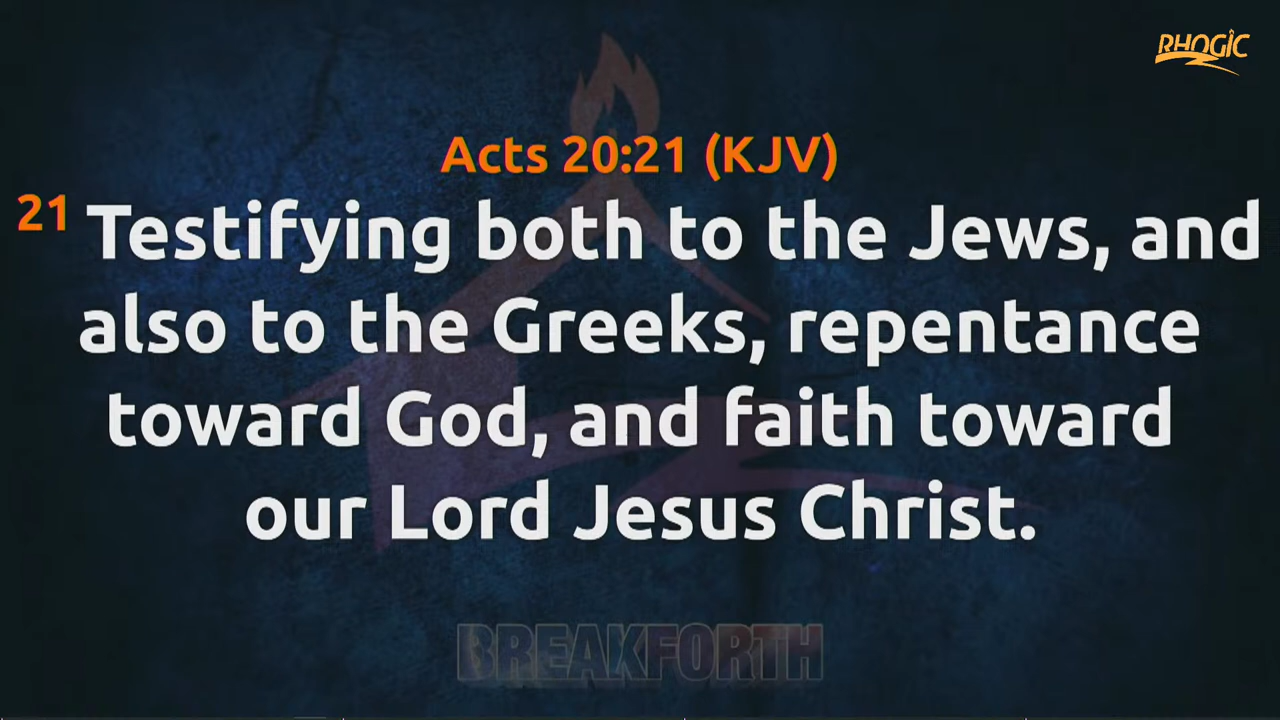 RHOGIC
Acts 20:21 (KJV)
21 Testifying both to the Jews, and
also to the Greeks, repentance
toward God, and faith toward
our Lord Jesus Christ.
BREAKFORTH